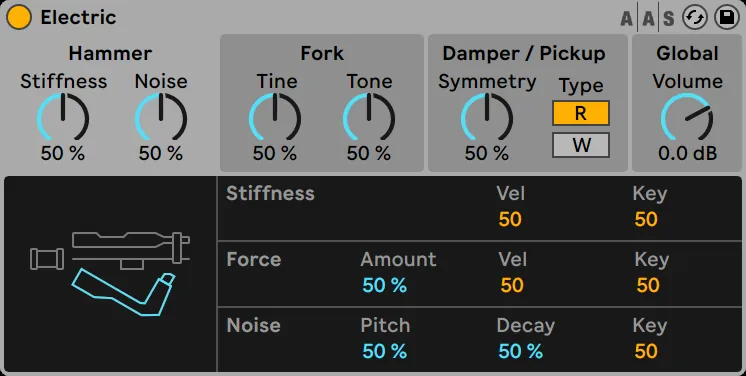 Electric AAS
Hammer Fork Damper / Pickup Global
Stiffness Noise Tine Tone Symmetry Type Volume
R
50 % 50 % 50 % 50 % 50 % W 0.0 dB
Stiffness Vel Key
50 50
Force Amount Vel Key
50 % 50 50
Noise Pitch Decay Key
50 % 50 % 50